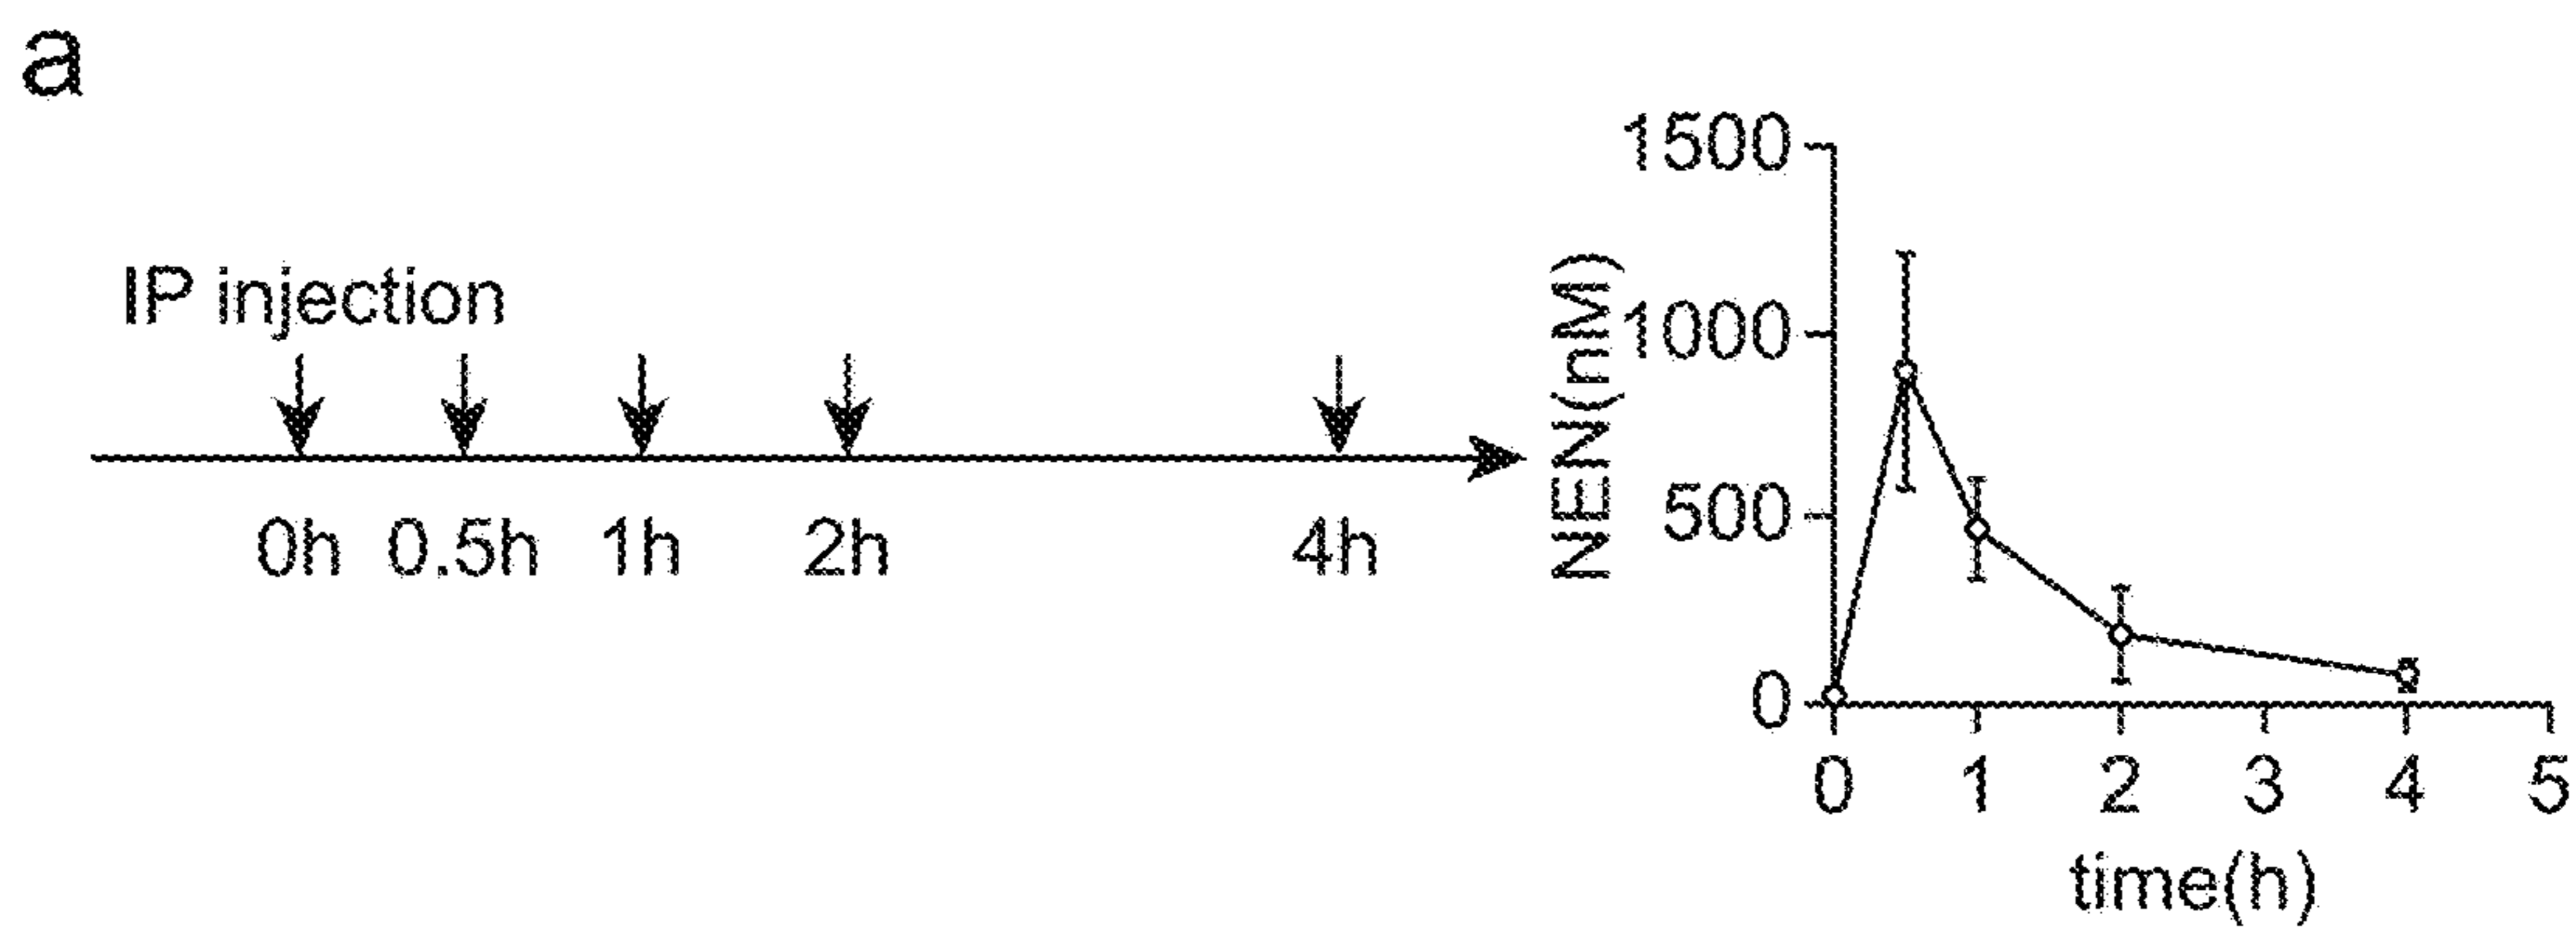 a
IP injection
0h 0.5h 1h 2h 4h
NEN(nM)
1500
1000
500
0
0 1 2 3 4 5
time(h)